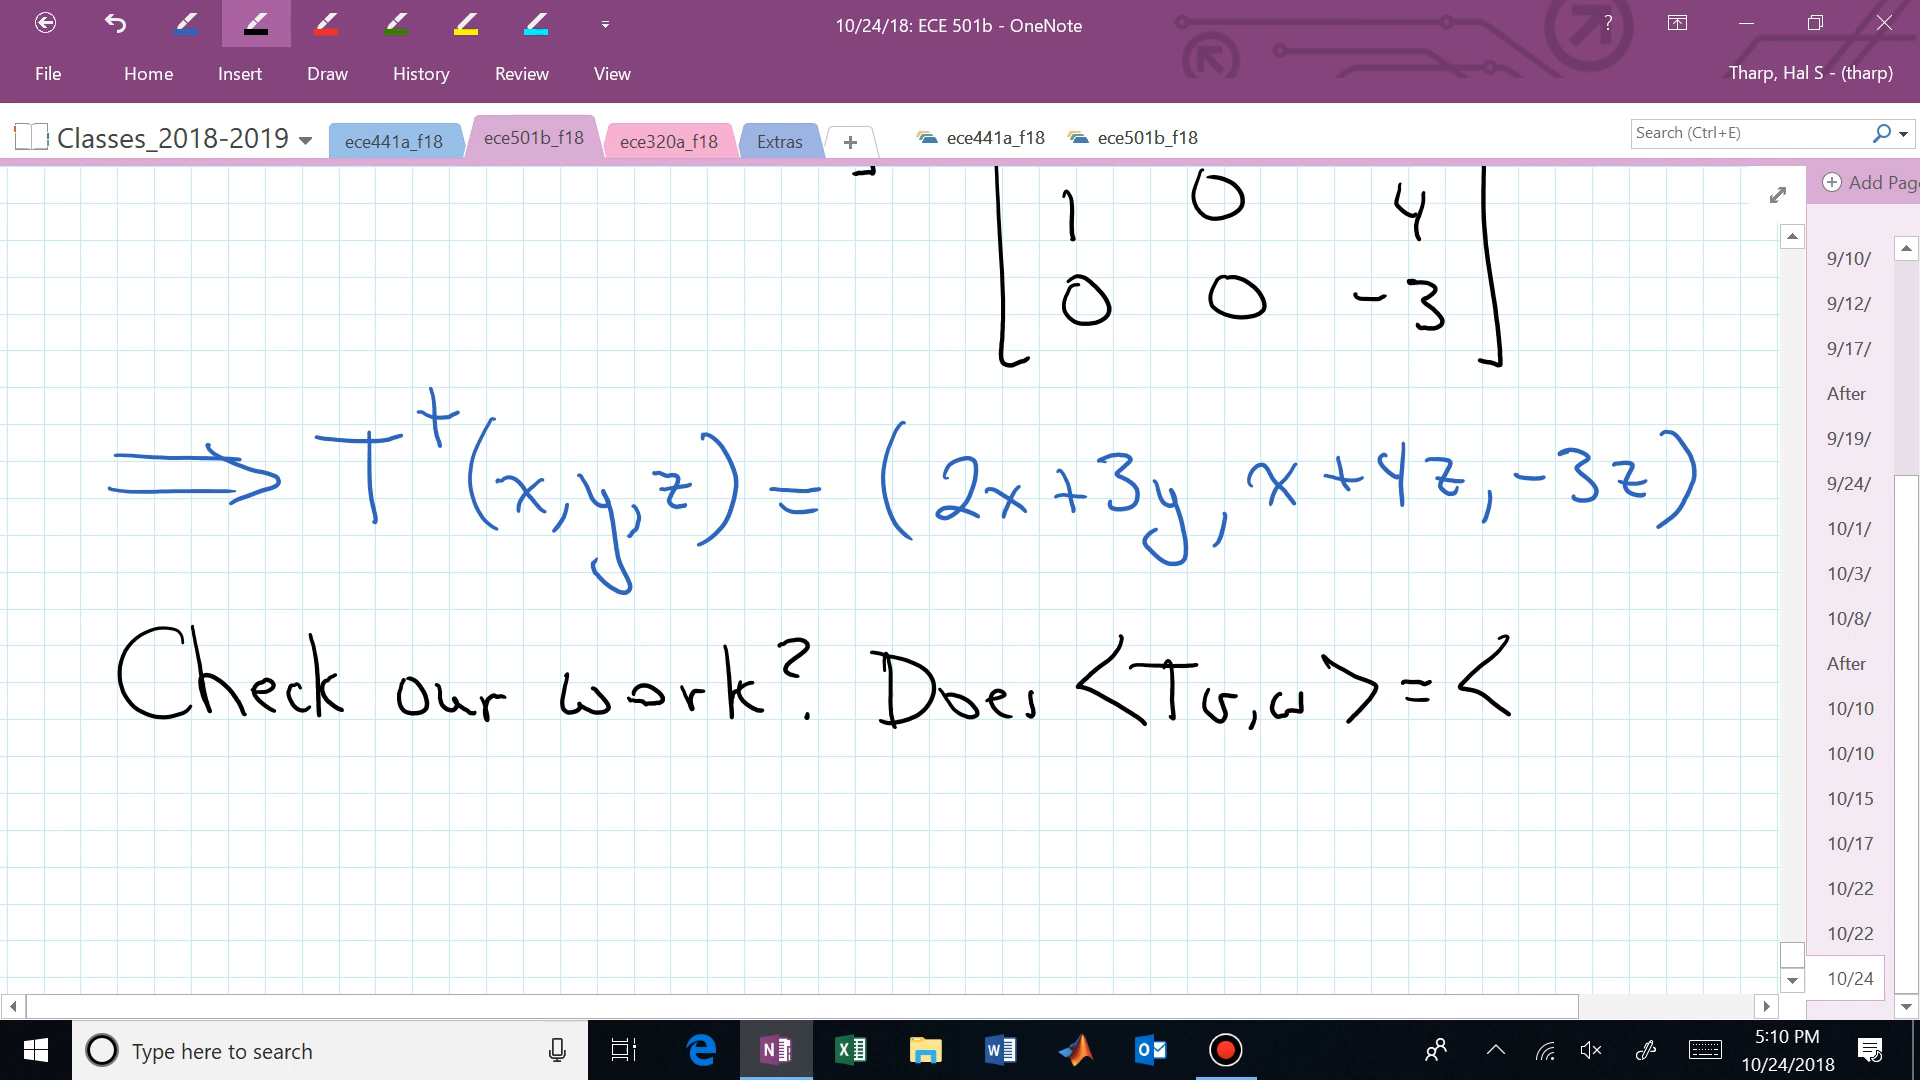 10/24/18: ECE 501b - OneNote
?
File Home Insert Draw History Review View
Tharp, Hal S - (tharp)
Classes_2018-2019
ece441a_f18 ece501b_f18 ece320a_f18 Extras + ece441a_f18 ece501b_f18
Search (Ctrl+E)
Add Pag
1 0 4
0 0 -3
⟹ T⁺(x,y,z) = (2x+3y, x+4z, -3z)
Check our work? Does <Tv,w> = <
9/10/
9/12/
9/17/
After
9/19/
9/24/
10/1/
10/3/
10/8/
After
10/10
10/10
10/15
10/17
10/22
10/22
10/24
Type here to search
5:10 PM
10/24/2018